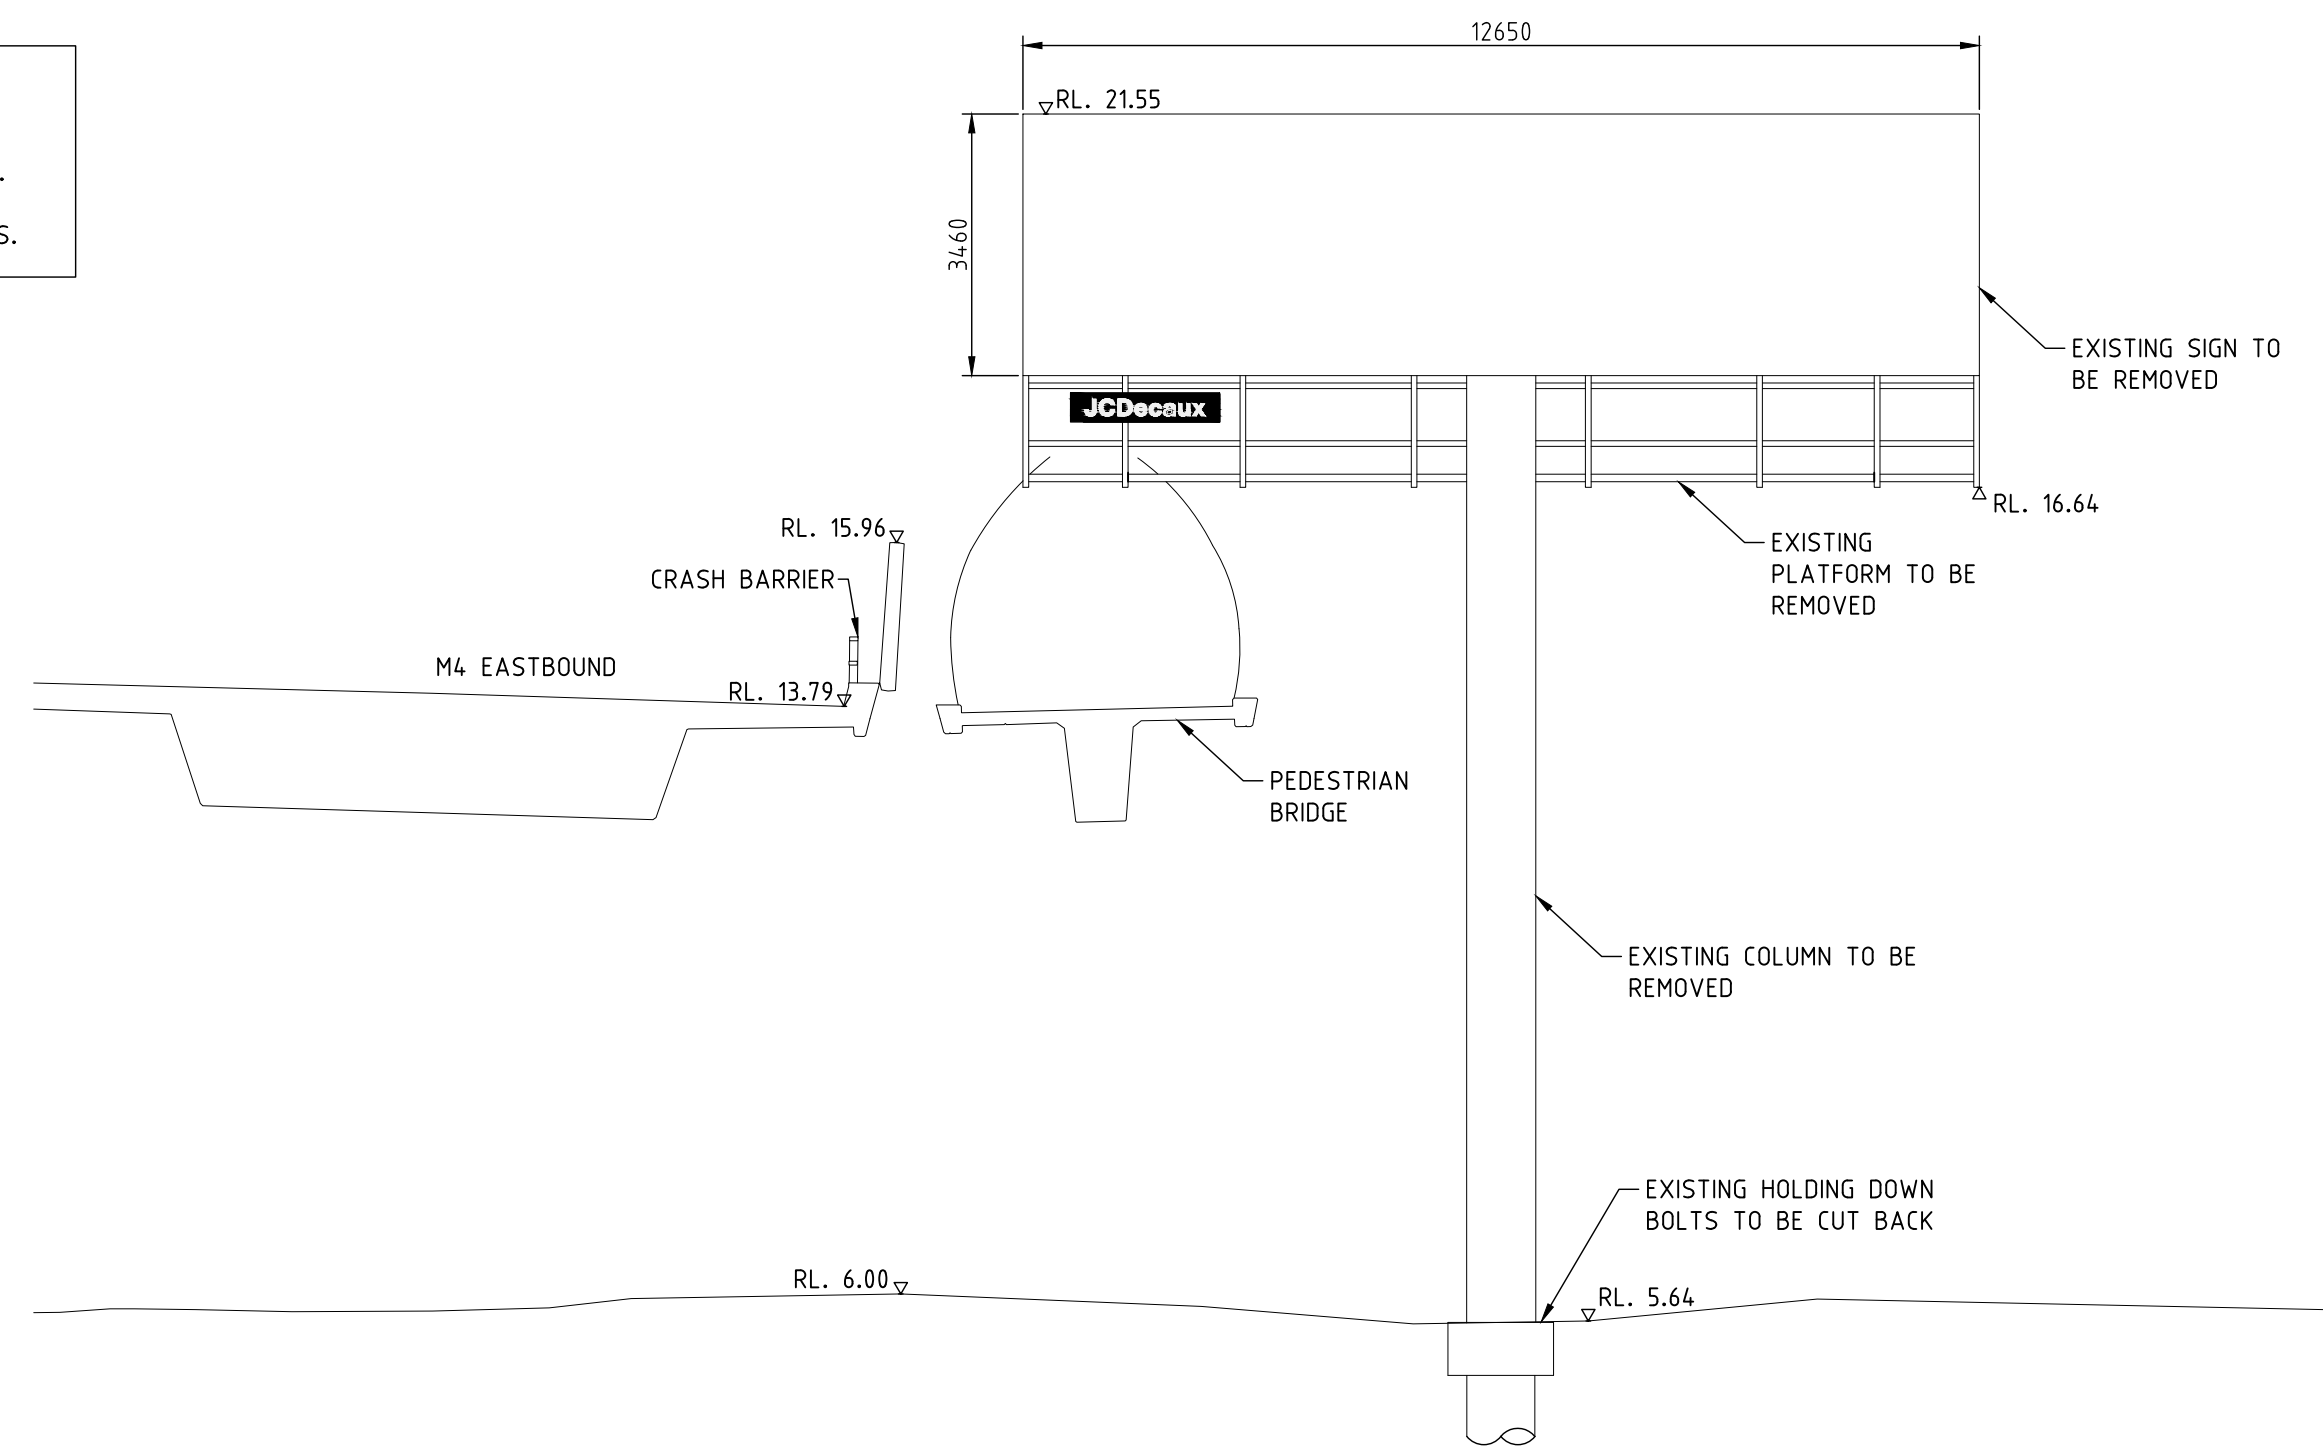 S.
12650
RL. 21.55
3460
EXISTING SIGN TO
BE REMOVED
JCDecaux
RL. 16.64
RL. 15.96
EXISTING
PLATFORM TO BE
REMOVED
CRASH BARRIER
M4 EASTBOUND
RL. 13.79
PEDESTRIAN
BRIDGE
EXISTING COLUMN TO BE
REMOVED
EXISTING HOLDING DOWN
BOLTS TO BE CUT BACK
RL. 6.00
RL. 5.64